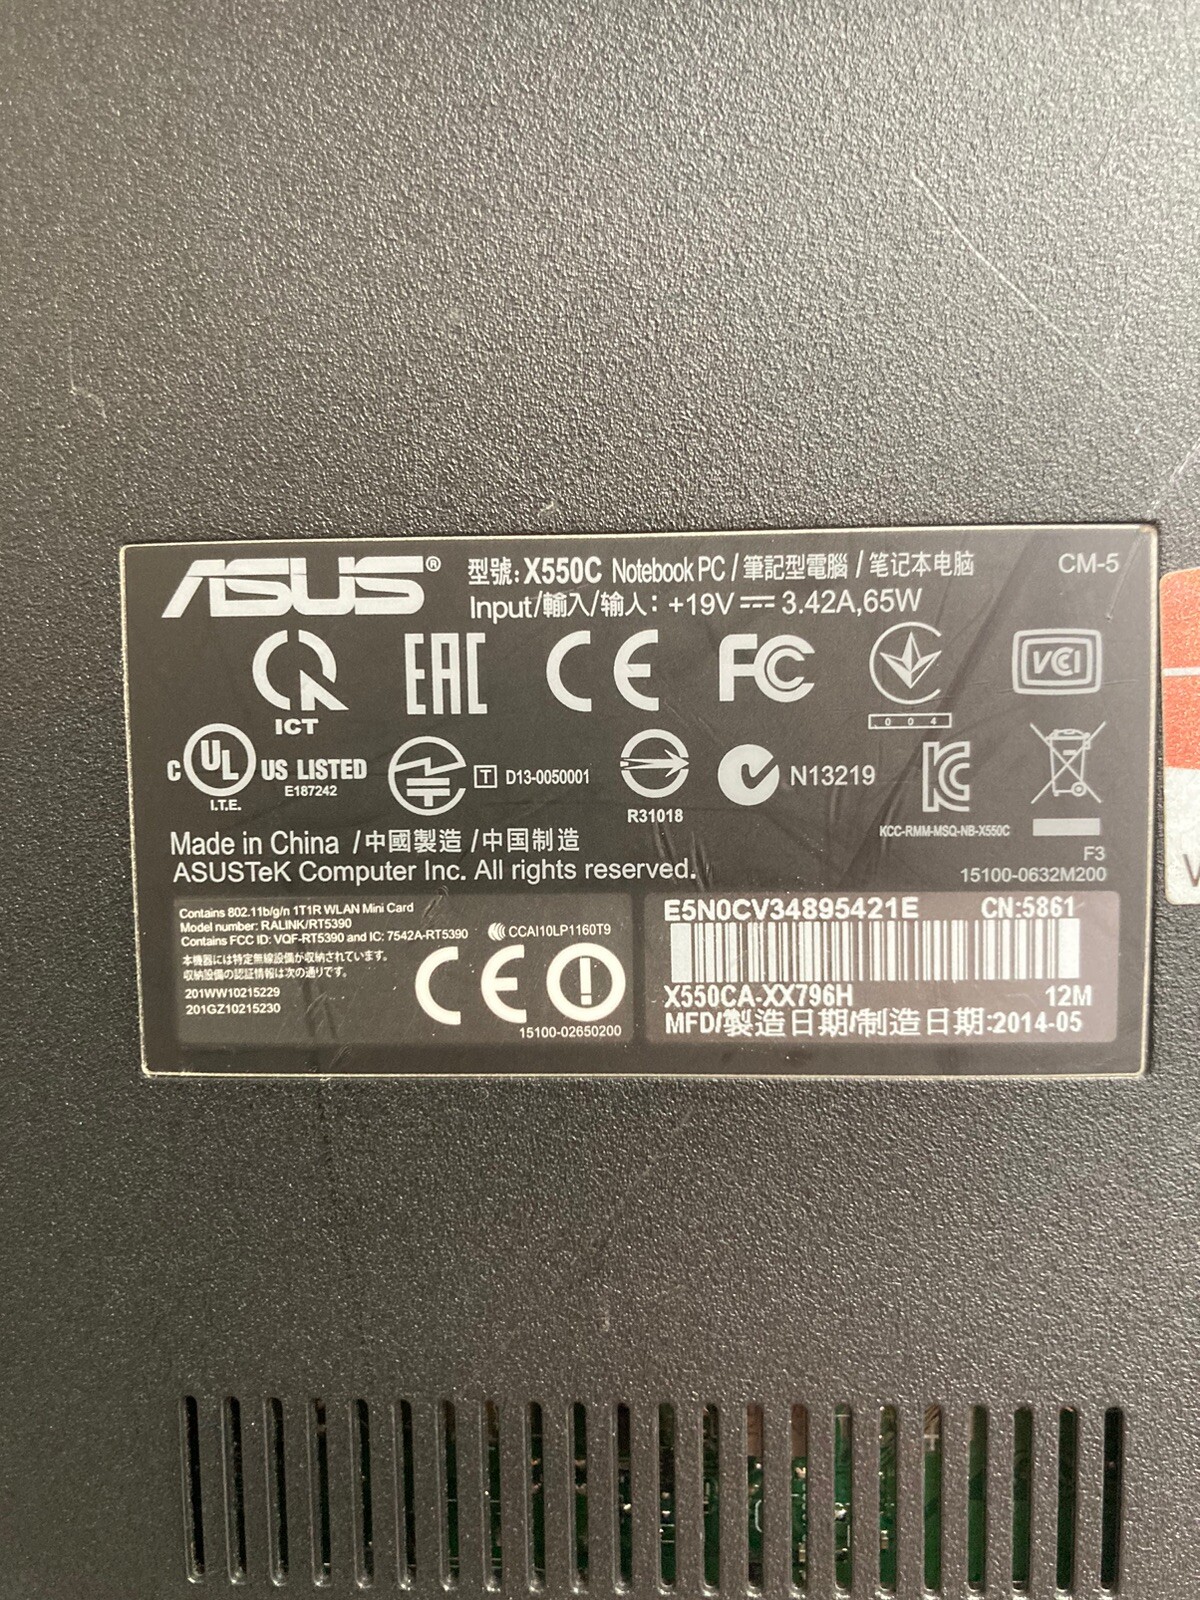 ASUS®
型號: X550C Notebook PC / 筆記型電腦 / 笔记本电脑 CM-5
Input/輸入/输入: +19V⎓ 3.42A,65W
ICT
EAC
CE
FC
004
VCCI
C UL US LISTED
I.T.E.
E187242
T D13-0050001
R31018
N13219
KC
KCC-RMM-MSQ-NB-X550C
Made in China / 中國製造 / 中国制造
F3
ASUSTeK Computer Inc. All rights reserved.
15100-0632M200
Contains 802.11b/g/n 1T1R WLAN Mini Card
Model number: RALINK/RT5390
Contains FCC ID: VQF-RT5390 and IC: 7542A-RT5390
CCAI10LP1160T9
本機器には特定無線設備が収納されています。
収納設備の認証情報は次の通りです。
201WW10215229
201GZ10215230
CE
15100-02650200
E5N0CV34895421E CN:5861
X550CA-XX796H 12M
MFD/製造日期/制造日期:2014-05